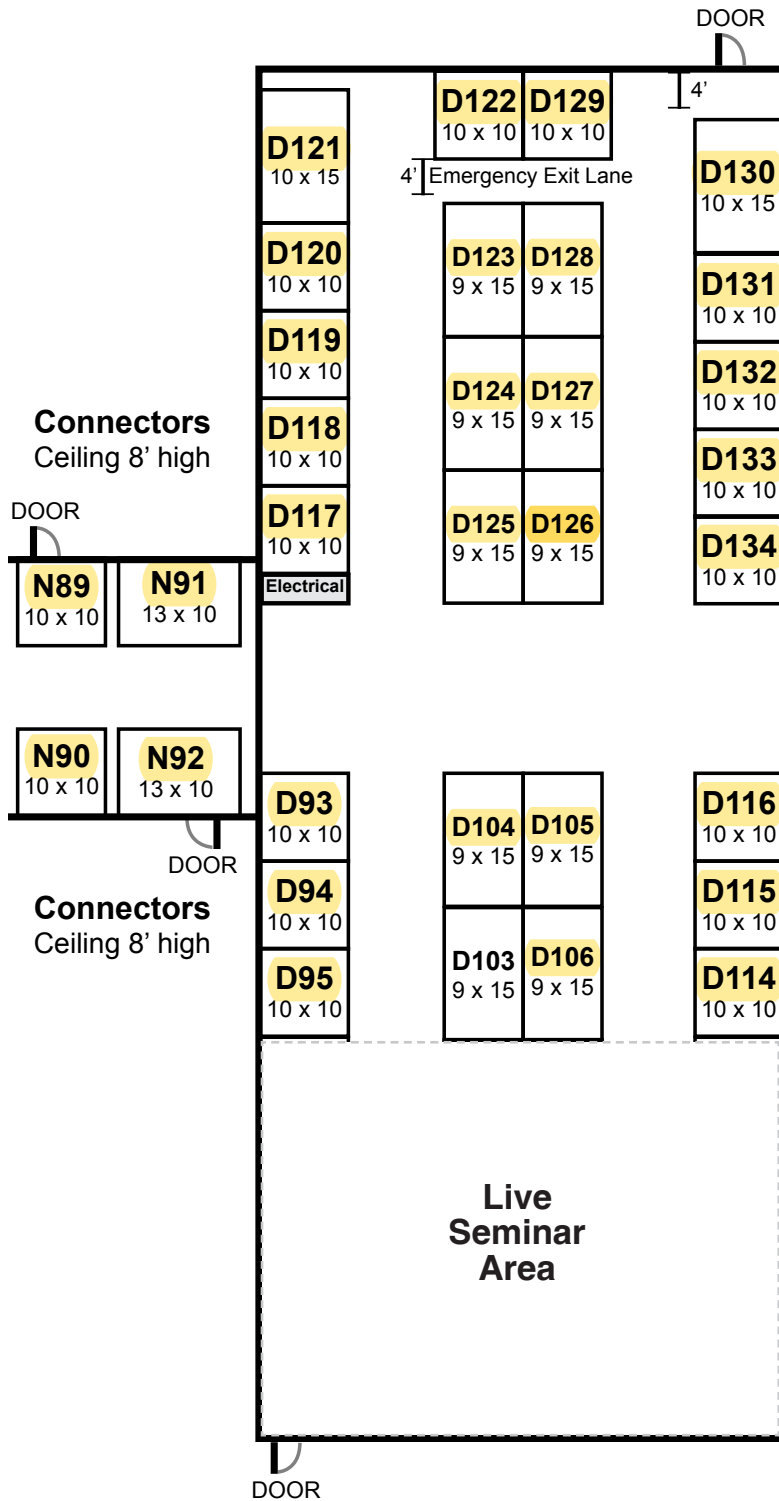 DOOR
D122
10 x 10
D129
10 x 10
4'
D121
10 x 15
4' Emergency Exit Lane
D130
10 x 15
D120
10 x 10
D123
9 x 15
D128
9 x 15
D131
10 x 10
D119
10 x 10
D124
9 x 15
D127
9 x 15
D132
10 x 10
Connectors
Ceiling 8’ high
D118
10 x 10
D133
10 x 10
DOOR
D117
10 x 10
D125
9 x 15
D126
9 x 15
D134
10 x 10
N89
10 x 10
N91
13 x 10
Electrical
N90
10 x 10
N92
13 x 10
D93
10 x 10
D104
9 x 15
D105
9 x 15
D116
10 x 10
DOOR
Connectors
Ceiling 8’ high
D94
10 x 10
D115
10 x 10
D95
10 x 10
D103
9 x 15
D106
9 x 15
D114
10 x 10
Live
Seminar
Area
DOOR